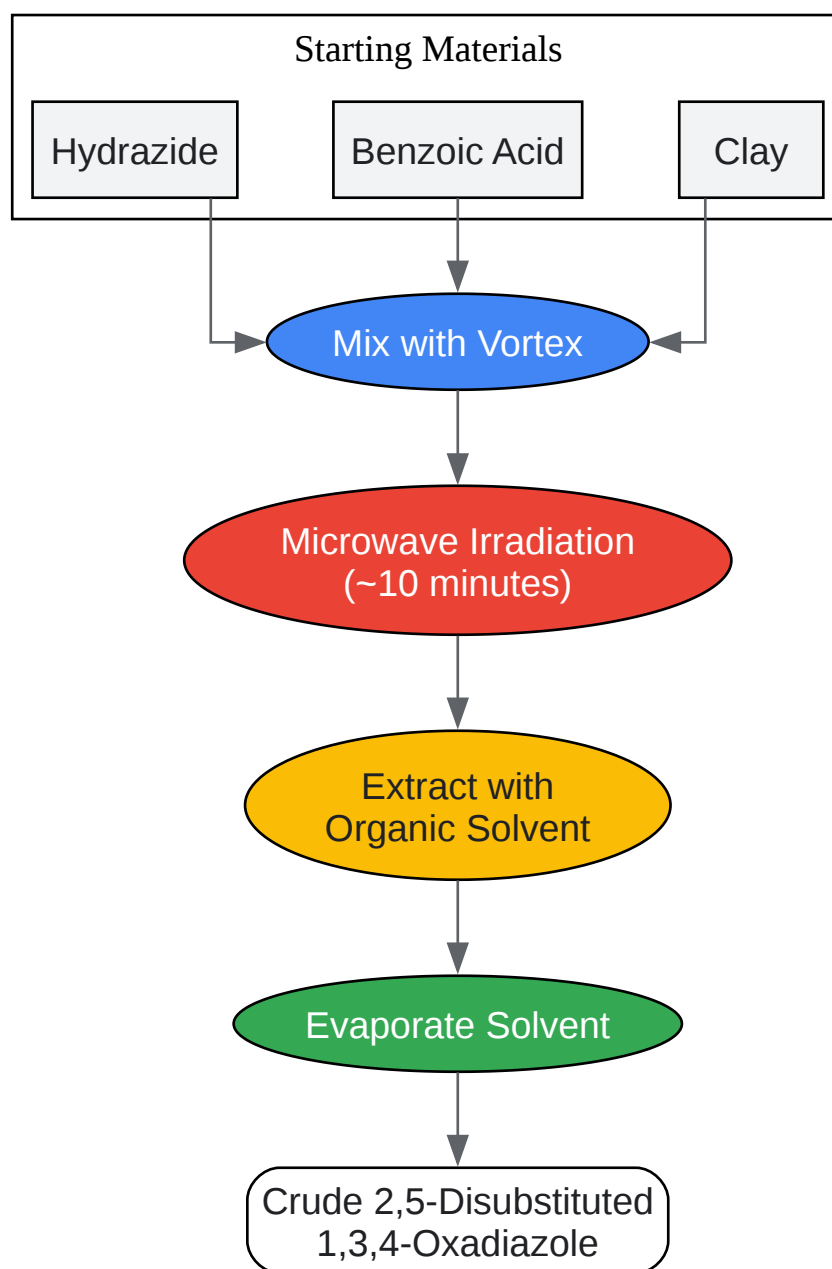 Starting Materials
Hydrazide
Benzoic Acid
Clay
Mix with Vortex
Microwave Irradiation
(~10 minutes)
Extract with
Organic Solvent
Evaporate Solvent
Crude 2,5-Disubstituted
1,3,4-Oxadiazole